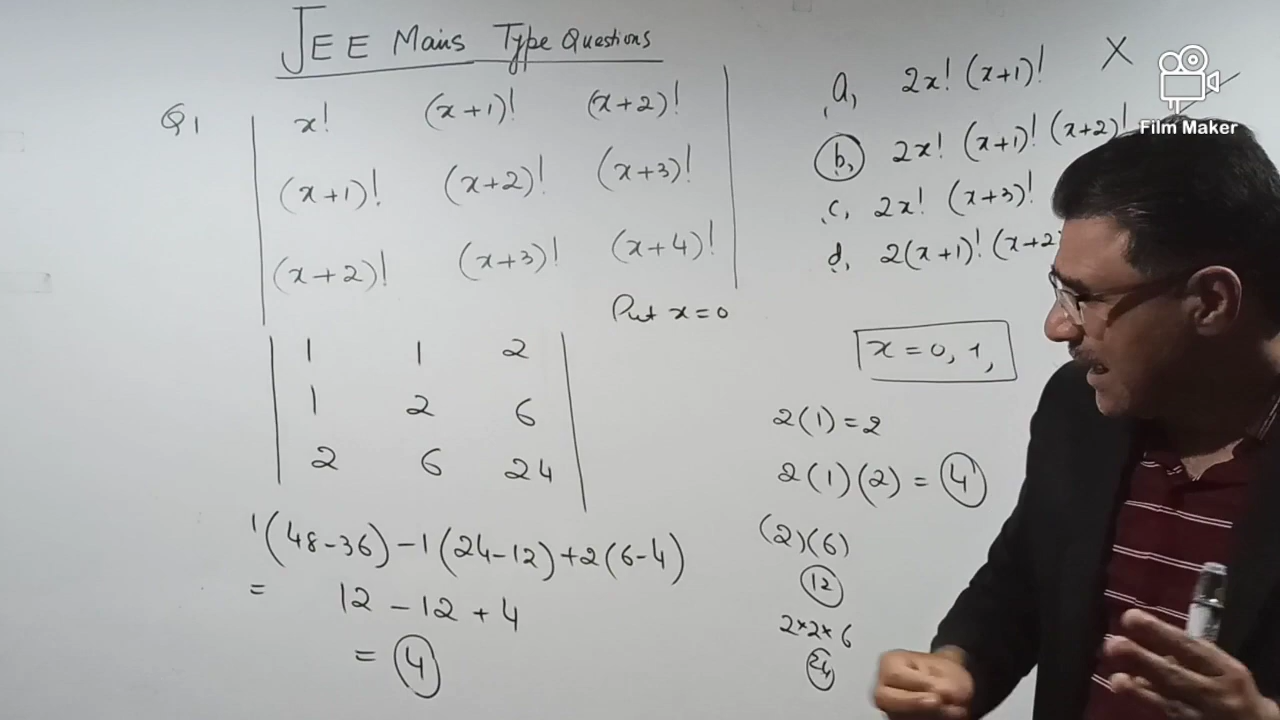 JEE Mains Type Questions
Q1
x! (x+1)! (x+2)!
(x+1)! (x+2)! (x+3)!
(x+2)! (x+3)! (x+4)!
Put x=0
1 1 2
1 2 6
2 6 24
1(48-36)-1(24-12)+2(6-4)
= 12 - 12 + 4
= 4
a, 2x! (x+1)! X
b, 2x! (x+1)! (x+2)!
c, 2x! (x+3)!
d, 2(x+1)! (x+2
x = 0, 1,
2(1)=2
2(1)(2) = 4
(2)(6)
12
2×2×6
24
Film Maker